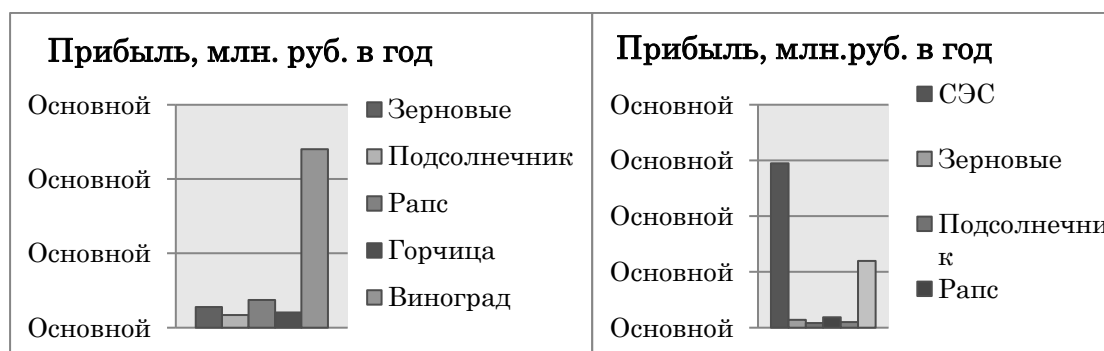 Прибыль, млн. руб. в год
Основной
Основной
Основной
Основной
Зерновые
Подсолнечник
Рапс
Горчица
Виноград
Прибыль, млн.руб. в год
Основной
Основной
Основной
Основной
Основной
СЭС
Зерновые
Подсолнечни
к
Рапс